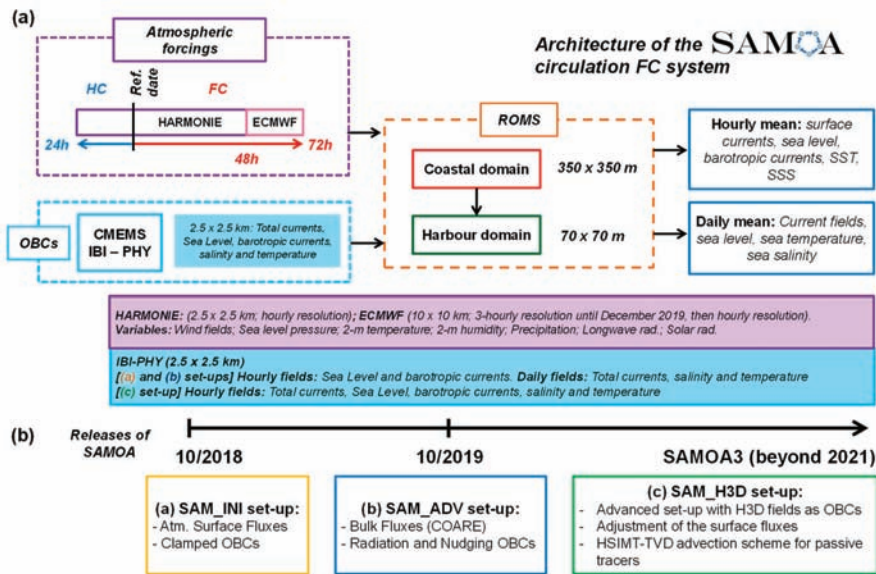 (a)
Atmospheric
forcings
HC
Ref.
date
FC
HARMONIE
ECMWF
24h
48h
72h
OBCs
CMEMS
IBI – PHY
2.5 x 2.5 km: Total currents,
Sea Level, barotropic currents,
salinity and temperature
Architecture of the SAMOA
circulation FC system
ROMS
Coastal domain
350 x 350 m
Harbour domain
70 x 70 m
Hourly mean: surface
currents, sea level,
barotropic currents, SST,
SSS
Daily mean: Current fields,
sea level, sea temperature,
sea salinity
HARMONIE: (2.5 x 2.5 km; hourly resolution); ECMWF (10 x 10 km; 3-hourly resolution until December 2019, then hourly resolution).
Variables: Wind fields; Sea level pressure; 2-m temperature; 2-m humidity; Precipitation; Longwave rad.; Solar rad.
IBI-PHY (2.5 x 2.5 km)
[(a) and (b) set-ups] Hourly fields: Sea Level and barotropic currents. Daily fields: Total currents, salinity and temperature
[(c) set-up] Hourly fields: Total currents, Sea Level, barotropic currents, salinity and temperature
(b)
Releases of
SAMOA
10/2018
10/2019
SAMOA3 (beyond 2021)
(a) SAM_INI set-up:
- Atm. Surface Fluxes
- Clamped OBCs
(b) SAM_ADV set-up:
- Bulk Fluxes (COARE)
- Radiation and Nudging OBCs
(c) SAM_H3D set-up:
- Advanced set-up with H3D fields as OBCs
- Adjustment of the surface fluxes
- HSIMT-TVD advection scheme for passive
tracers